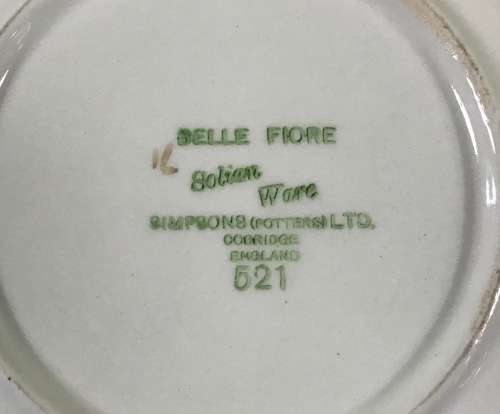 BELLE FIORE
Solian
Ware
SIMPSONS (POTTERS) LTD.
COBRIDGE
ENGLAND
521